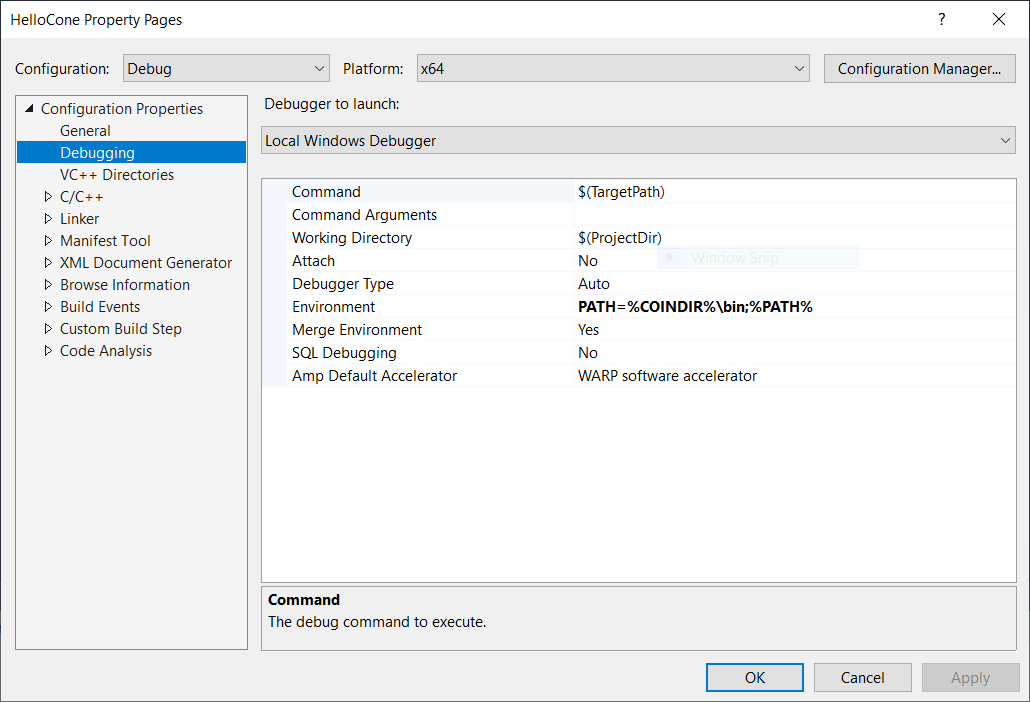 HelloCone Property Pages
?
Configuration: Debug Platform: x64 Configuration Manager...
Configuration Properties
General
Debugging
VC++ Directories
C/C++
Linker
Manifest Tool
XML Document Generator
Browse Information
Build Events
Custom Build Step
Code Analysis
Debugger to launch:
Local Windows Debugger
Command $(TargetPath)
Command Arguments
Working Directory $(ProjectDir)
Window Snip
Attach No
Debugger Type Auto
Environment PATH=%COINDIR%\bin;%PATH%
Merge Environment Yes
SQL Debugging No
Amp Default Accelerator WARP software accelerator
Command
The debug command to execute.
OK Cancel Apply